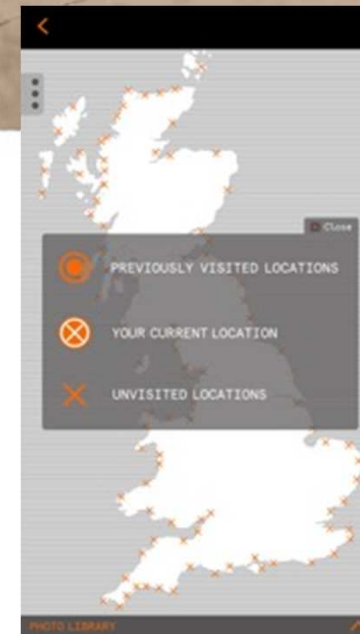 Close
PREVIOUSLY VISITED LOCATIONS
YOUR CURRENT LOCATION
UNVISITED LOCATIONS
PHOTO LIBRARY